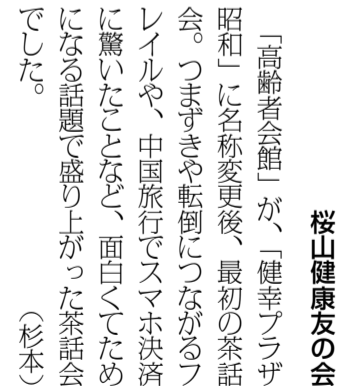 桜山健康友の会
「高齢者会館」が、「健幸プラザ
昭和」に名称変更後、最初の茶話
会。つまずきや転倒につながるフ
レイルや、中国旅行でスマホ決済
に驚いたことなど、面白くてため
になる話題で盛り上がった茶話会
でした。（杉本）